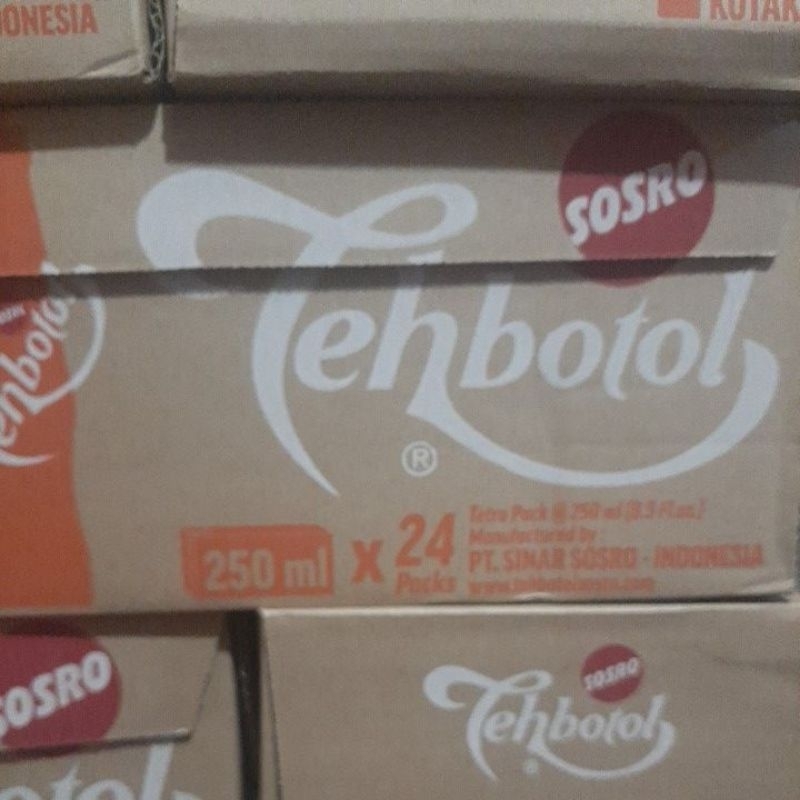 ONESIA
KOTAK
SOSRO
Tehbotol
®
Tehbotol
250 ml x 24 Packs
Tetra Pack @ 250 ml (8.5 Fl.oz.)
Manufactured by
PT. SINAR SOSRO - INDONESIA
SOSRO
SOSRO
Tehbotol